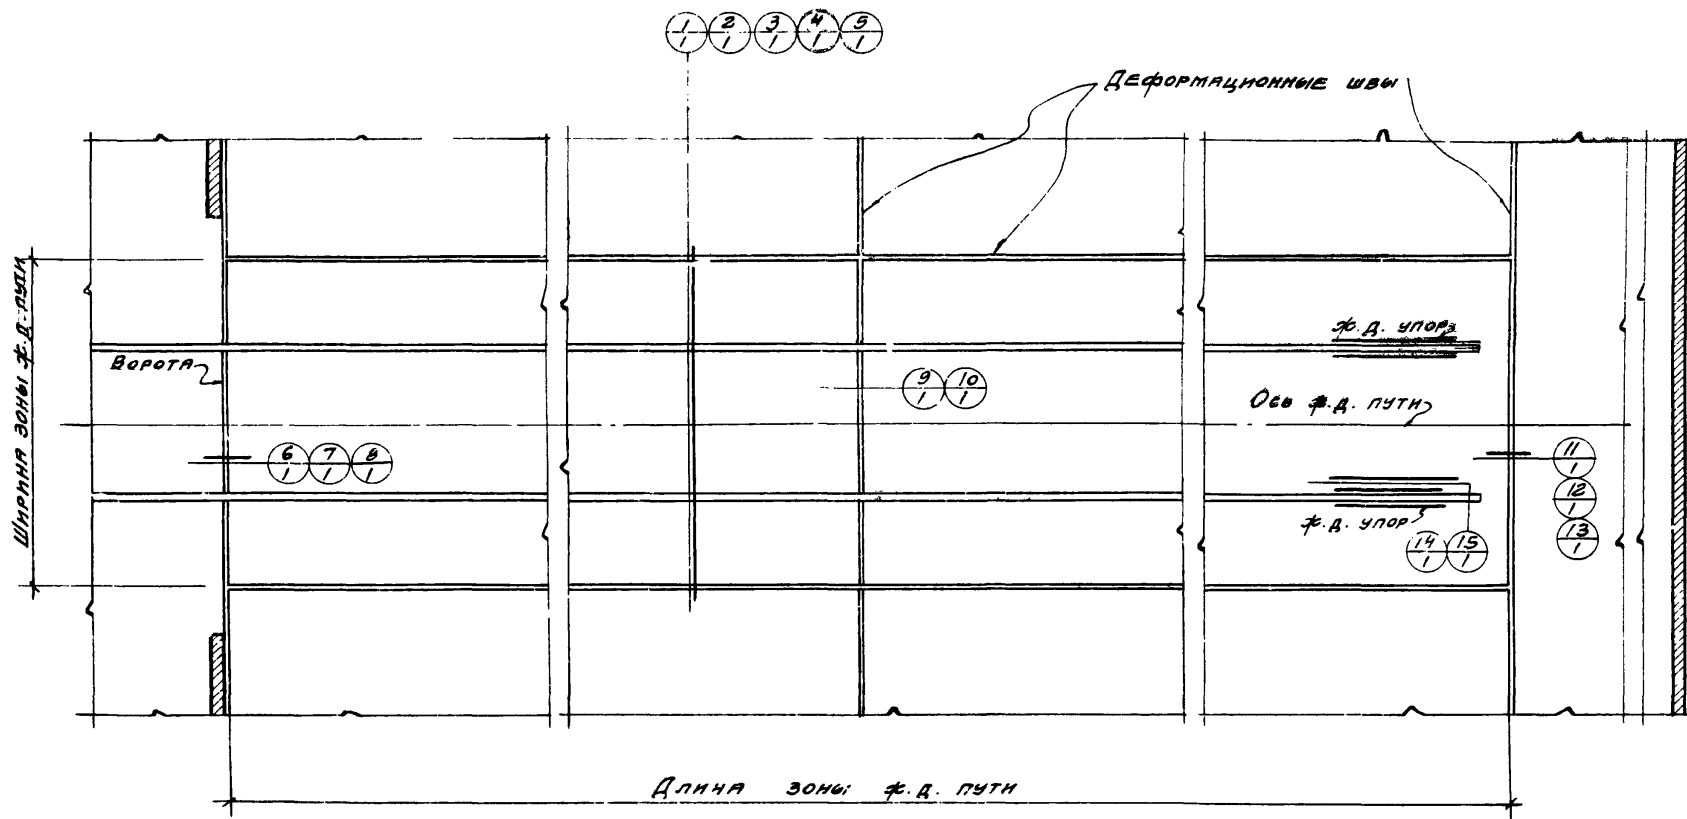 1 2 3 4 5
1 1 1 1 1
Деформационные швы
Ширина зоны ж.д. пути
Ворота
ж.д. упор
9 10
1 1
Ось ж.д. пути
6 7 8
1 1 1
11
1
12
1
13
1
ж.д. упор
14 15
1 1
Длина зоны ж.д. пути